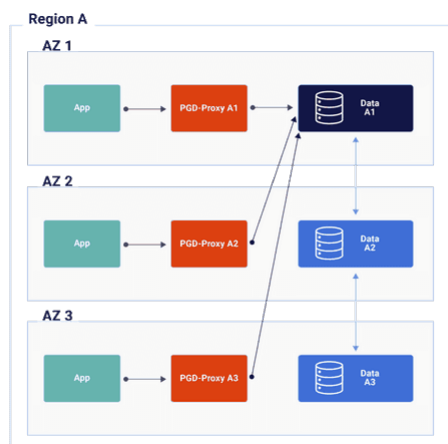 Region A
AZ 1
App
PGD-Proxy A1
Data
A1
AZ 2
App
PGD-Proxy A2
Data
A2
AZ 3
App
PGD-Proxy A3
Data
A3